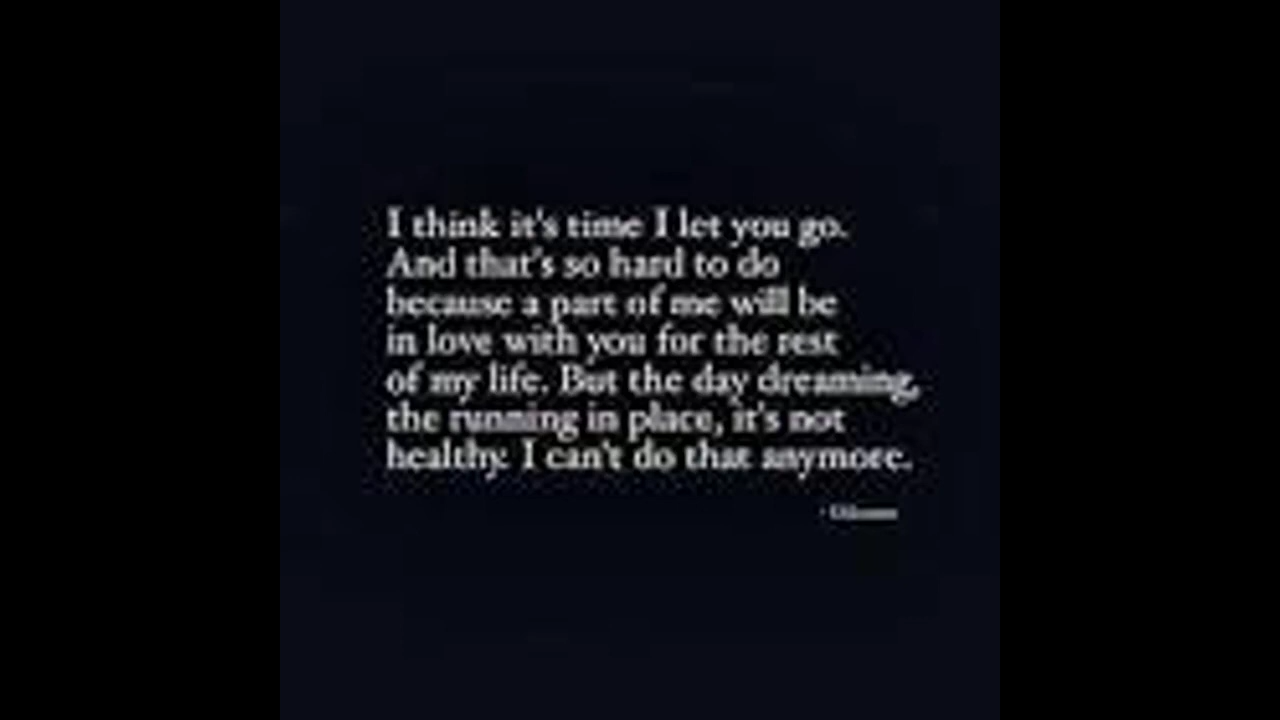 I think it's time I let you go.
And that's so hard to do
because a part of me will be
in love with you for the rest
of my life. But the day dreaming,
the running in place, it's not
healthy. I can't do that anymore.